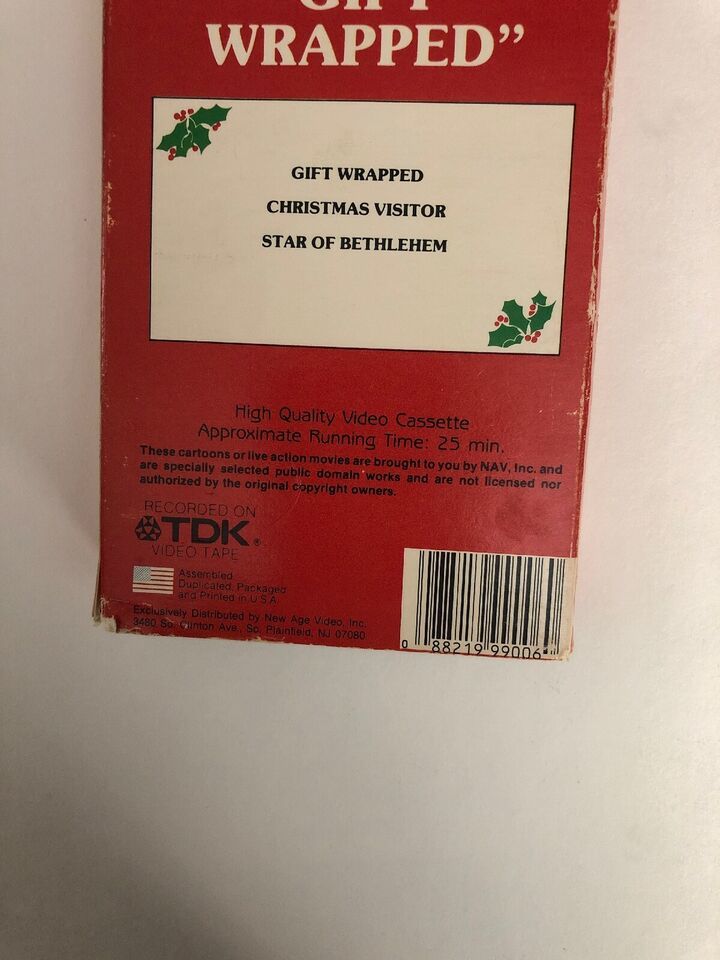 WRAPPED”
GIFT WRAPPED
CHRISTMAS VISITOR
STAR OF BETHLEHEM
High Quality Video Cassette
Approximate Running Time: 25 min.
These cartoons or live action movies are brought to you by NAV, Inc. and
are specially selected public domain works and are not licensed nor
authorized by the original copyright owners.
RECORDED ON
TDK®
VIDEO TAPE
Assembled
Duplicated, Packaged
and Printed in U.S.A.
Exclusively Distributed by New Age Video, Inc.
3480 So. Clinton Ave., So. Plainfield, NJ 07080
0 88219 99006